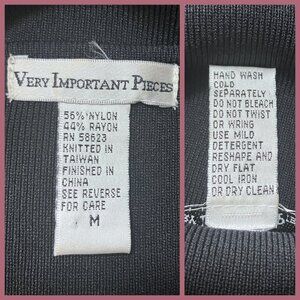 VERY IMPORTANT PIECES
56% NYLON
44% RAYON
RN 58623
KNITTED IN
TAIWAN
FINISHED IN
CHINA
SEE REVERSE
FOR CARE
M
HAND WASH
COLD
SEPARATELY
DO NOT BLEACH
DO NOT TWIST
OR WRING
USE MILD
DETERGENT
RESHAPE AND
DRY FLAT
COOL IRON
OR DRY CLEAN